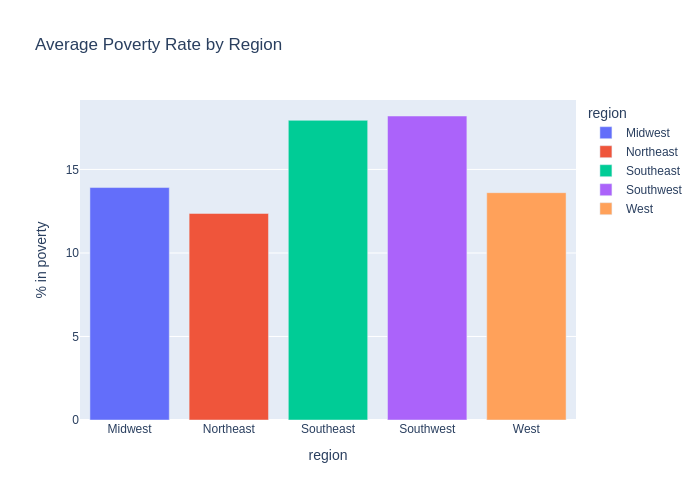 Average Poverty Rate by Region
% in poverty
15
10
5
0
Midwest
Northeast
Southeast
Southwest
West
region
region
Midwest
Northeast
Southeast
Southwest
West